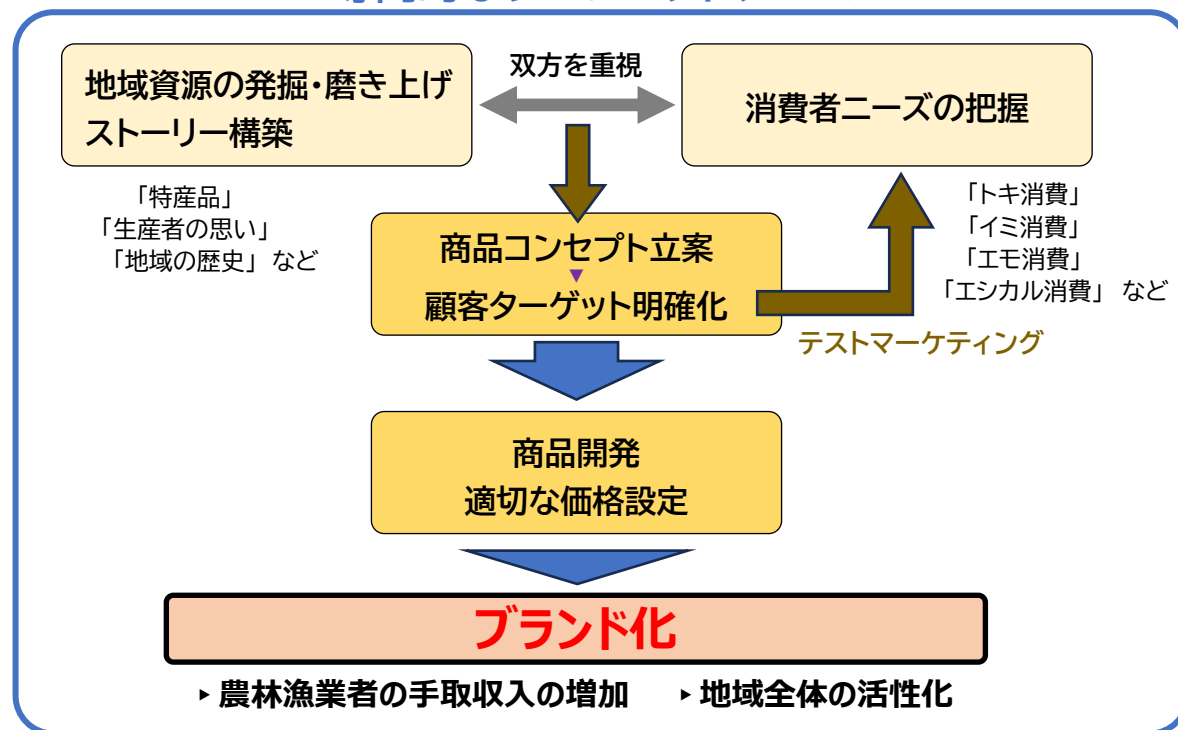 地域資源の発掘・磨き上げ
ストーリー構築
双方を重視
消費者ニーズの把握
「特産品」
「生産者の思い」
「地域の歴史」など
「トキ消費」
「イミ消費」
「エモ消費」
「エシカル消費」 など
商品コンセプト立案
▼
顧客ターゲット明確化
テストマーケティング
商品開発
適切な価格設定
ブランド化
▸農林漁業者の手取収入の増加 ▸地域全体の活性化